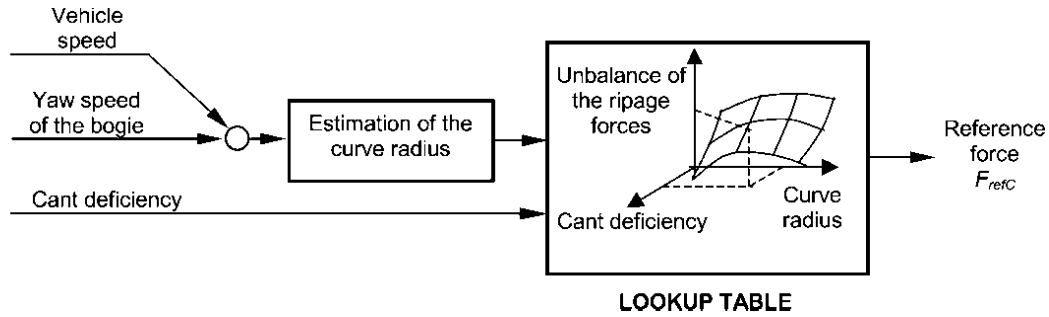 Vehicle
speed
Yaw speed
of the bogie
Cant deficiency
Estimation of the
curve radius
Unbalance of
the ripage
forces
Cant deficiency
Curve
radius
Reference
force
FrefC
LOOKUP TABLE